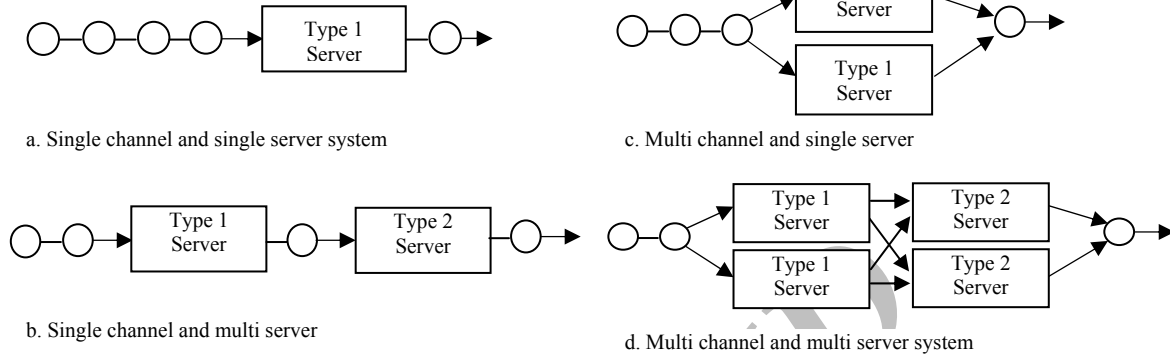 Type 1
Server
a. Single channel and single server system
Server
Type 1
Server
c. Multi channel and single server
Type 1
Server
Type 2
Server
b. Single channel and multi server
Type 1
Server
Type 2
Server
Type 1
Server
Type 2
Server
d. Multi channel and multi server system